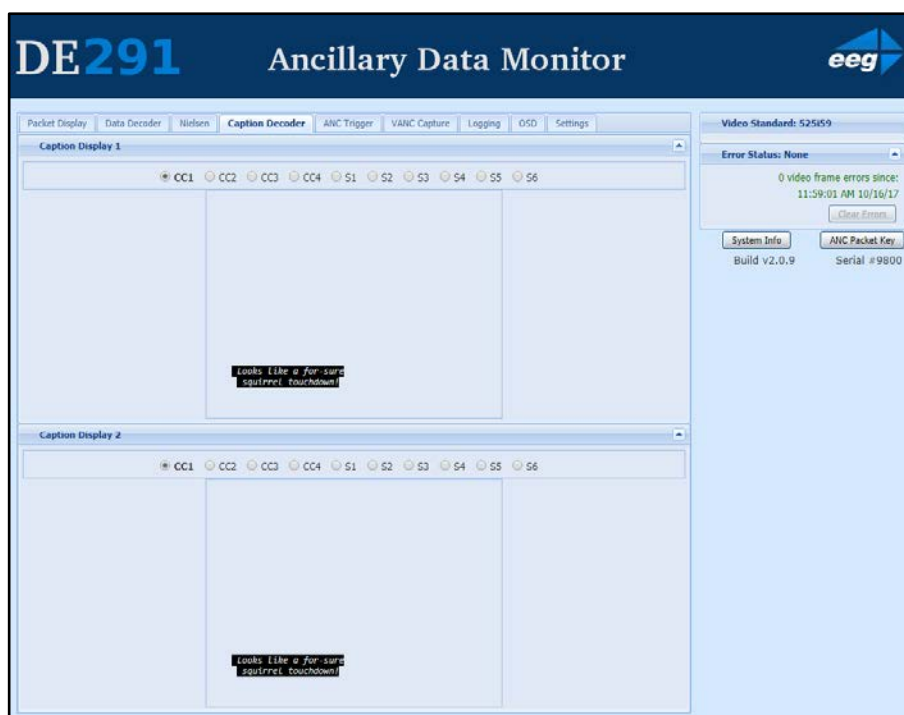 DE291 Ancillary Data Monitor eeg
Packet Display Data Decoder Nielsen Caption Decoder ANC Trigger VANC Capture Logging OSD Settings
Caption Display 1
CC1 CC2 CC3 CC4 S1 S2 S3 S4 S5 S6
Looks like a for-sure
squirrel touchdown!
Caption Display 2
CC1 CC2 CC3 CC4 S1 S2 S3 S4 S5 S6
Looks like a for-sure
squirrel touchdown!
Video Standard: 525i59
Error Status: None
0 video frame errors since:
11:59:01 AM 10/16/17
Clear Errors
System Info ANC Packet Key
Build v2.0.9 Serial #9800